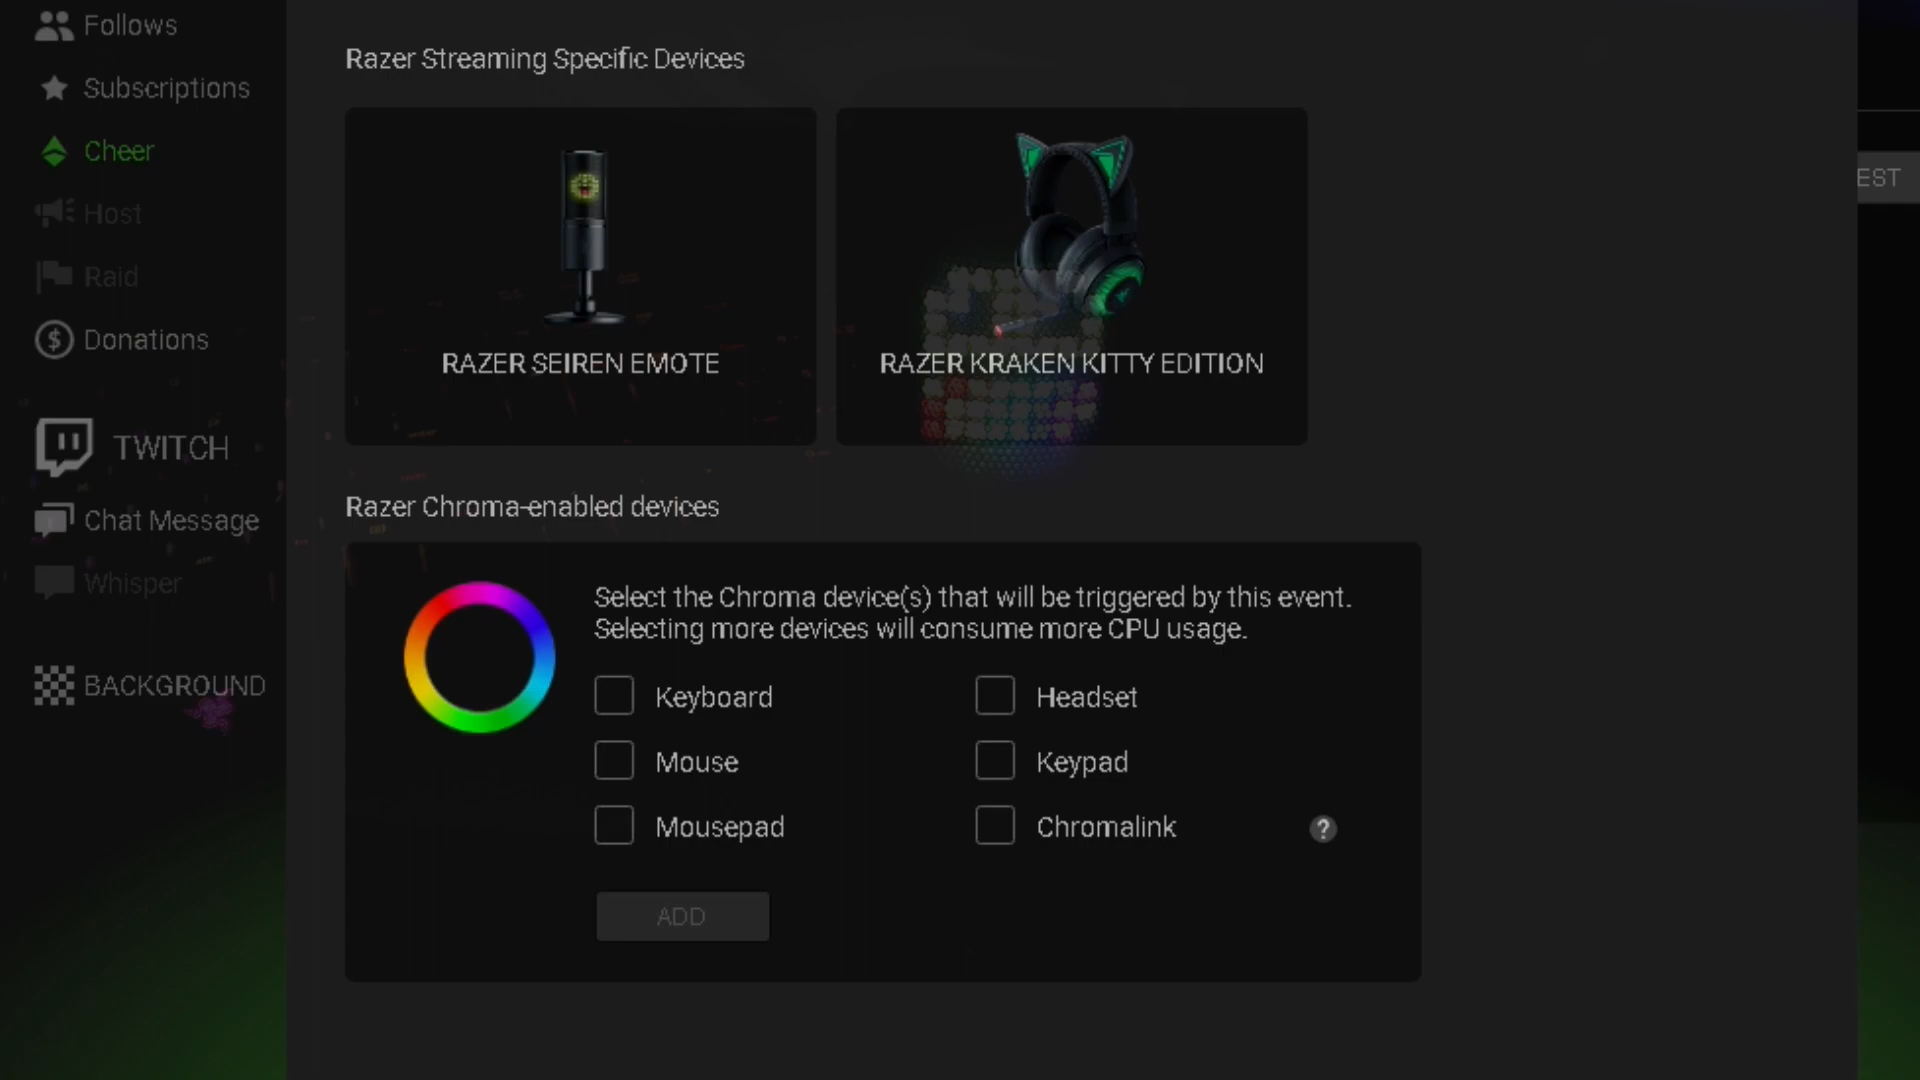 Follows
Subscriptions
Cheer
Host
Raid
Donations
TWITCH
Chat Message
Whisper
BACKGROUND
Razer Streaming Specific Devices
RAZER SEIREN EMOTE
RAZER KRAKEN KITTY EDITION
Razer Chroma-enabled devices
Select the Chroma device(s) that will be triggered by this event.
Selecting more devices will consume more CPU usage.
Keyboard
Headset
Mouse
Keypad
Mousepad
Chromalink
?
ADD
EST